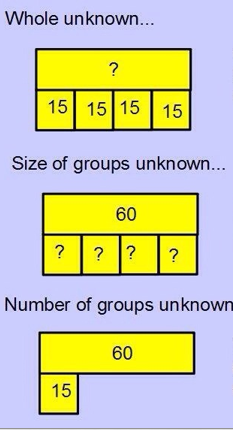 Whole unknown...
?
15 15 15 15
Size of groups unknown...
60
? ? ? ?
Number of groups unknown
60
15